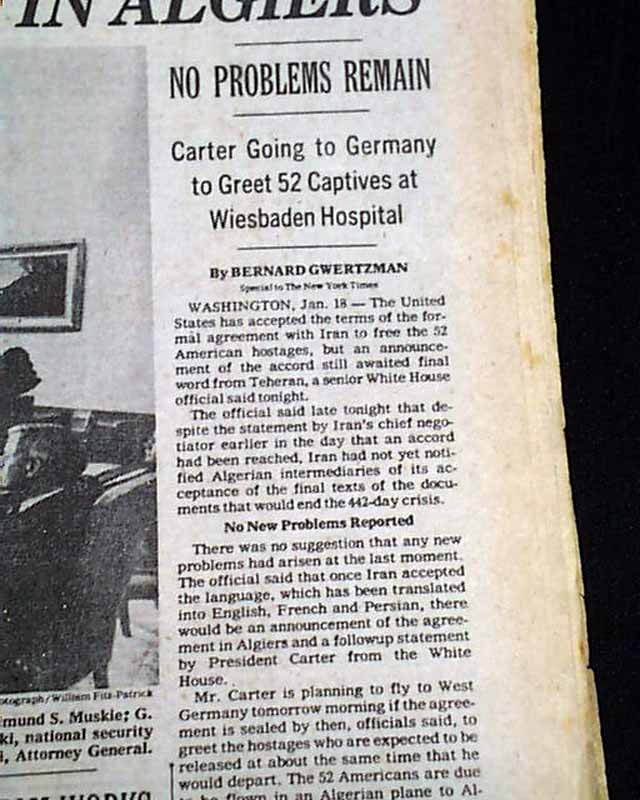 IN ALGIERS
NO PROBLEMS REMAIN
Carter Going to Germany
to Greet 52 Captives at
Wiesbaden Hospital
By BERNARD GWERTZMAN
Special to The New York Times
WASHINGTON, Jan. 18 — The United
States has accepted the terms of the for-
mal agreement with Iran to free the 52
American hostages, but an announce-
ment of the accord still awaited final
word from Teheran, a senior White House
official said tonight.
The official said late tonight that de-
spite the statement by Iran's chief nego-
tiator earlier in the day that an accord
had been reached, Iran had not yet noti-
fied Algerian intermediaries of its ac-
ceptance of the final texts of the docu-
ments that would end the 442-day crisis.
No New Problems Reported
There was no suggestion that any new
problems had arisen at the last moment.
The official said that once Iran accepted
the language, which has been translated
into English, French and Persian, there
would be an announcement of the agree-
ment in Algiers and a followup statement
by President Carter from the White
House.
Mr. Carter is planning to fly to West
Germany tomorrow morning if the agree-
ment is sealed by then, officials said, to
greet the hostages who are expected to be
released at about the same time that he
would depart. The 52 Americans are due
to be flown in an Algerian plane to Al-
otograph/William Fitz-Patrick
mund S. Muskie; G.
ki, national security
i, Attorney General.